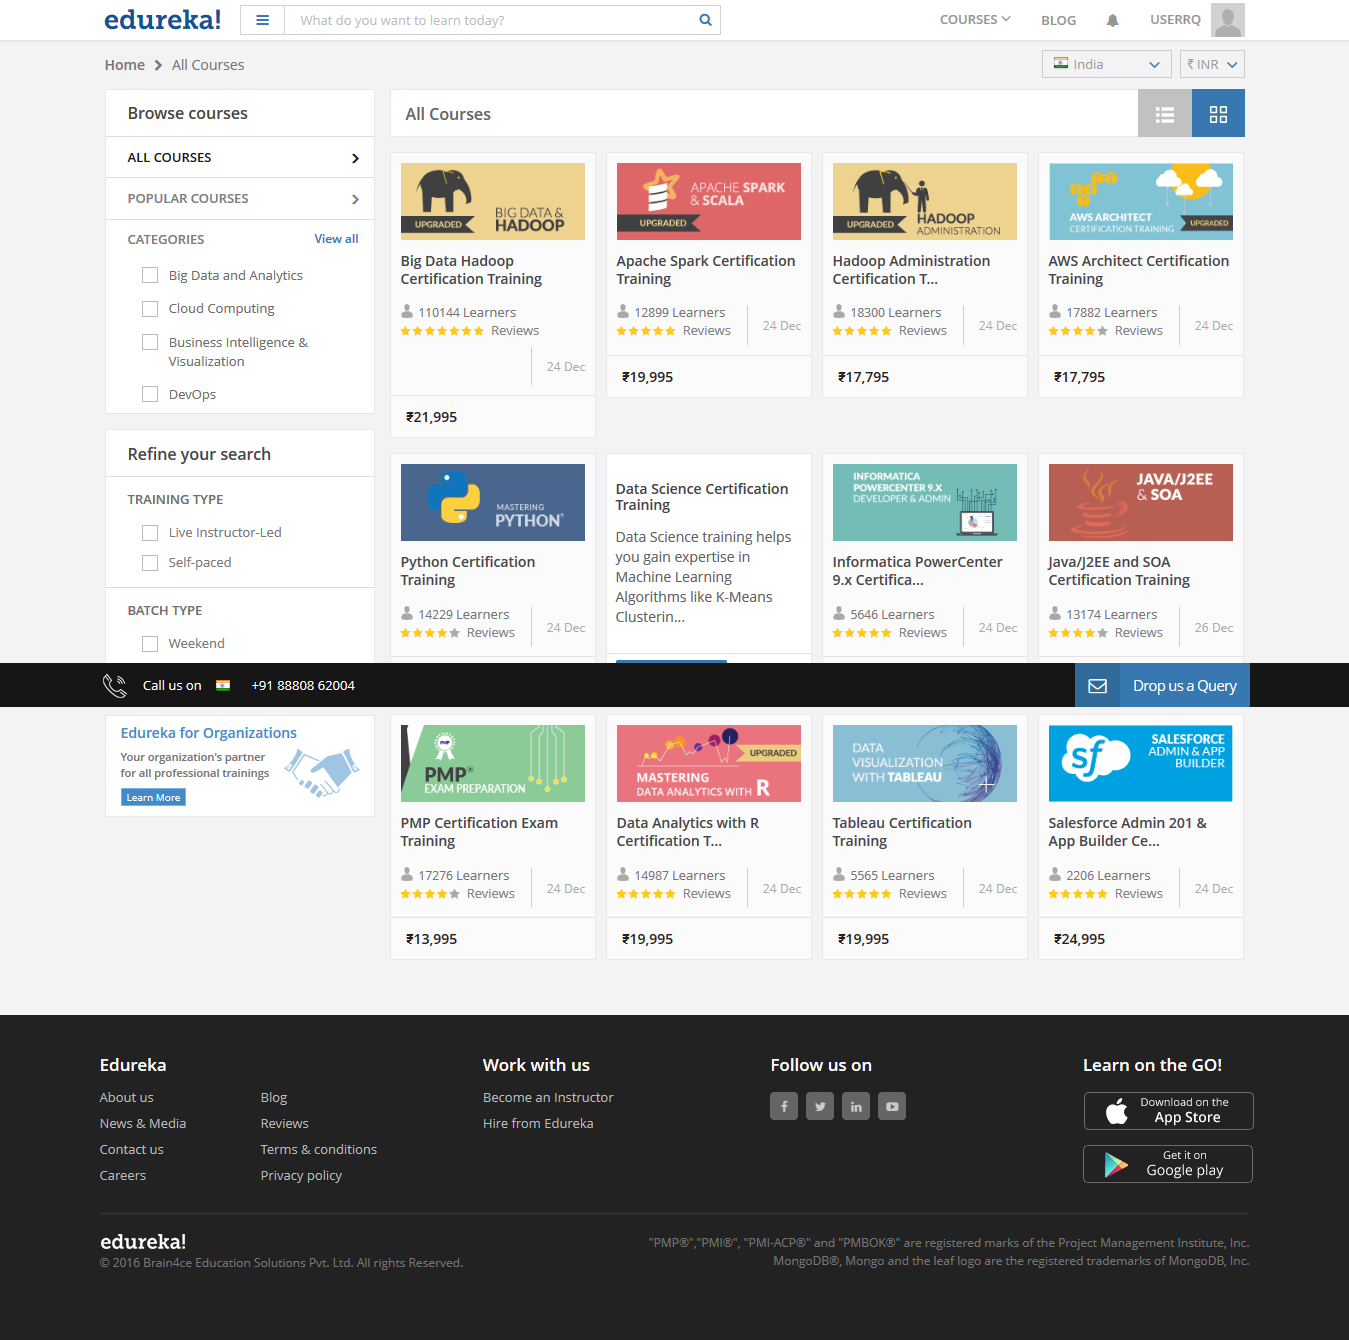 edureka!
What do you want to learn today?
COURSES
BLOG
USERRQ
Home
All Courses
India
₹ INR
Browse courses
ALL COURSES
POPULAR COURSES
CATEGORIES
View all
Big Data and Analytics
Cloud Computing
Business Intelligence &
Visualization
DevOps
Refine your search
TRAINING TYPE
Live Instructor-Led
Self-paced
BATCH TYPE
Weekend
All Courses
UPGRADED
BIG DATA &
HADOOP
Big Data Hadoop
Certification Training
110144 Learners
Reviews
24 Dec
₹21,995
APACHE SPARK
& SCALA
UPGRADED
Apache Spark Certification
Training
12899 Learners
Reviews
24 Dec
₹19,995
UPGRADED
HADOOP
ADMINISTRATION
Hadoop Administration
Certification T...
18300 Learners
Reviews
24 Dec
₹17,795
AWS ARCHITECT
CERTIFICATION TRAINING
UPGRADED
AWS Architect Certification
Training
17882 Learners
Reviews
24 Dec
₹17,795
MASTERING
PYTHON
Python Certification
Training
14229 Learners
Reviews
24 Dec
Data Science Certification
Training
Data Science training helps
you gain expertise in
Machine Learning
Algorithms like K-Means
Clusterin...
INFORMATICA
POWERCENTER 9.X
DEVELOPER & ADMIN
Informatica PowerCenter
9.x Certifica...
5646 Learners
Reviews
24 Dec
JAVA/J2EE
& SOA
Java/J2EE and SOA
Certification Training
13174 Learners
Reviews
26 Dec
Call us on
+91 88808 62004
Drop us a Query
Edureka for Organizations
Your organization's partner
for all professional trainings
Learn More
PMP
PMP®
EXAM PREPARATION
PMP Certification Exam
Training
17276 Learners
Reviews
24 Dec
₹13,995
UPGRADED
MASTERING
DATA ANALYTICS WITH R
Data Analytics with R
Certification T...
14987 Learners
Reviews
24 Dec
₹19,995
DATA
VISUALIZATION
WITH TABLEAU
Tableau Certification
Training
5565 Learners
Reviews
24 Dec
₹19,995
sf
SALESFORCE
ADMIN & APP
BUILDER
Salesforce Admin 201 &
App Builder Ce...
2206 Learners
Reviews
24 Dec
₹24,995
Edureka
About us
News & Media
Contact us
Careers
Blog
Reviews
Terms & conditions
Privacy policy
Work with us
Become an Instructor
Hire from Edureka
Follow us on
Learn on the GO!
Download on the
App Store
Get it on
Google play
edureka!
© 2016 Brain4ce Education Solutions Pvt. Ltd. All rights Reserved.
"PMP®","PMI®", "PMI-ACP®" and "PMBOK®" are registered marks of the Project Management Institute, Inc.
MongoDB®, Mongo and the leaf logo are the registered trademarks of MongoDB, Inc.